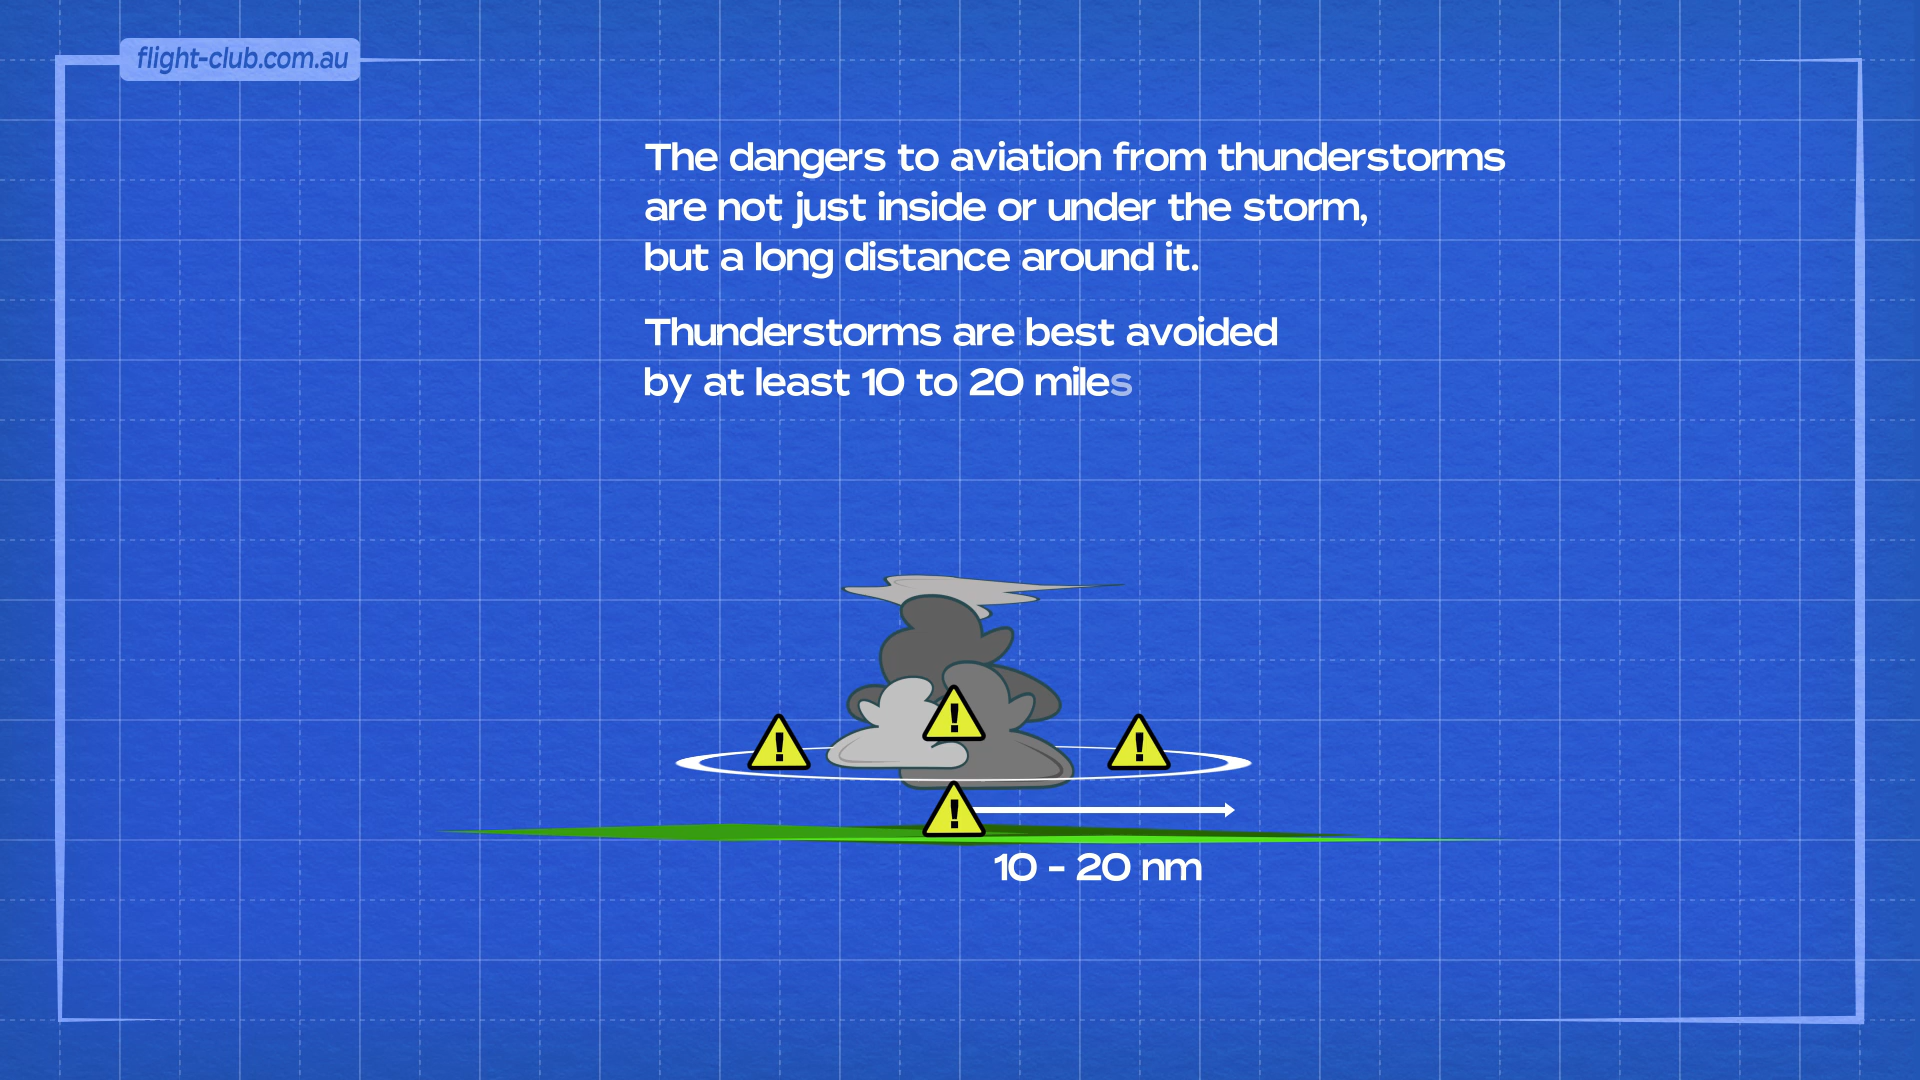 flight-club.com.au
The dangers to aviation from thunderstorms
are not just inside or under the storm,
but a long distance around it.
Thunderstorms are best avoided
by at least 10 to 20 miles
!
!
!
!
10 - 20 nm